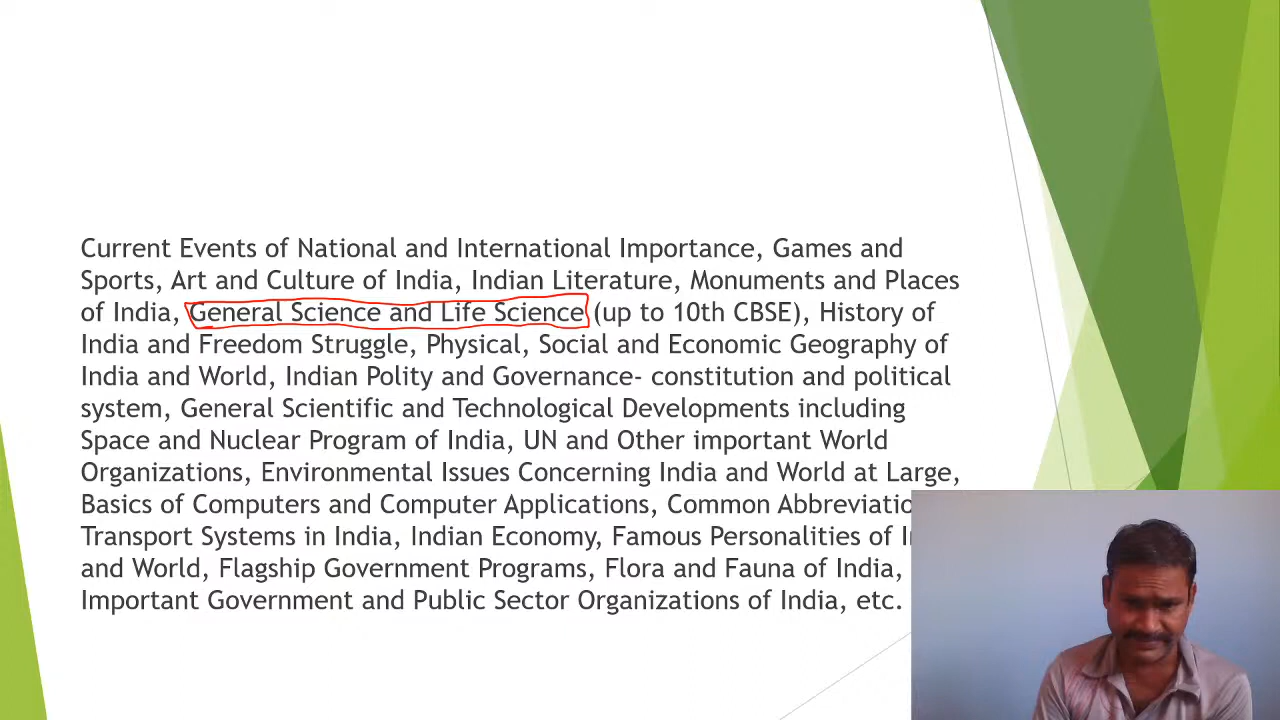 Current Events of National and International Importance, Games and
Sports, Art and Culture of India, Indian Literature, Monuments and Places
of India, General Science and Life Science (up to 10th CBSE), History of
India and Freedom Struggle, Physical, Social and Economic Geography of
India and World, Indian Polity and Governance- constitution and political
system, General Scientific and Technological Developments including
Space and Nuclear Program of India, UN and Other important World
Organizations, Environmental Issues Concerning India and World at Large,
Basics of Computers and Computer Applications, Common
Transport Systems in India, Indian Economy, Famous Personalities of
and World, Flagship Government Programs, Flora and Fauna of India,
Important Government and Public Sector Organizations of India, etc.